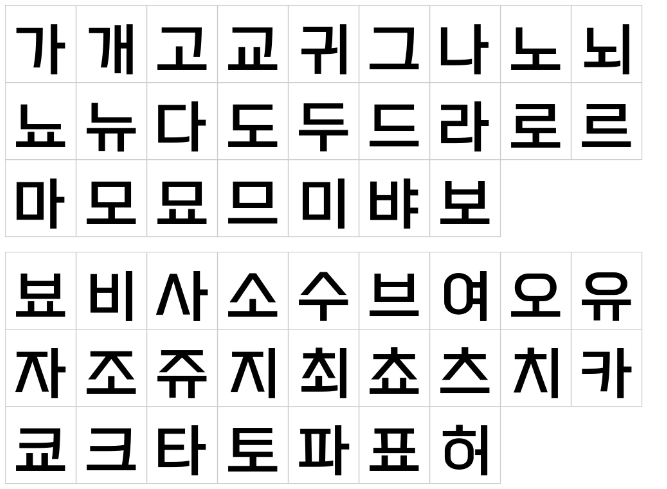 가 개 고 교 귀 그 나 노 뇌
뇨 뉴 다 도 두 드 라 로 르
마 모 묘 므 미 뱌 보
뵤 비 사 소 수 브 여 오 유
자 조 쥬 지 최 쵸 츠 치 카
쿄 크 타 토 파 표 허